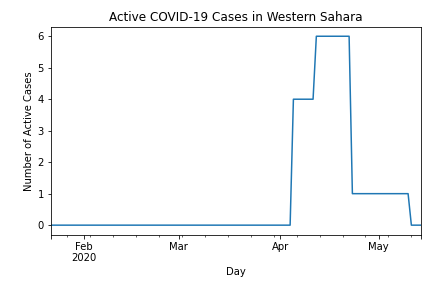 Active COVID-19 Cases in Western Sahara
Number of Active Cases
6
5
4
3
2
1
0
Feb
2020
Mar
Apr
May
Day